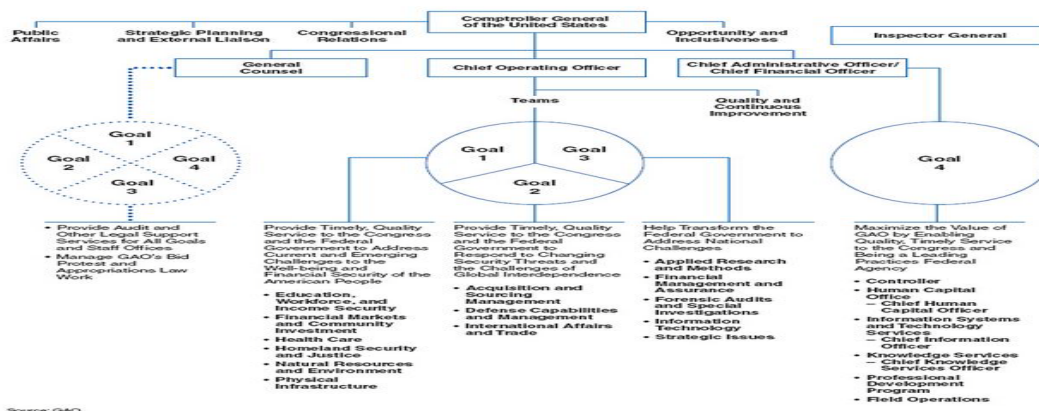 Comptroller General
of the United States
Public
Affairs
Strategic Planning
and External Liaison
Congressional
Relations
Opportunity and
Inclusiveness
Inspector General
General
Counsel
Chief Operating Officer
Chief Administrative Officer/
Chief Financial Officer
Teams
Quality and
Continuous
Improvement
Goal
1
Goal
2
Goal
4
Goal
3
Goal
1
Goal
3
Goal
2
Goal
4
• Provide Audit and
Other Legal Support
Services for All Goals
and Staff Offices
• Manage GAO's Bid
Protest and
Appropriations Law
Work
Provide Timely, Quality
Service to the Congress
and the Federal
Government to Address
Current and Emerging
Challenges to the
Well-being and
Financial Security of the
American People
• Education,
Workforce, and
Income Security
• Financial Markets
and Community
Investment
• Health Care
• Homeland Security
and Justice
• Natural Resources
and Environment
• Physical
Infrastructure
Provide Timely, Quality
Service to the Congress
and the Federal
Government to
Respond to Changing
Security Threats and
the Challenges of
Global Interdependence
• Acquisition and
Sourcing
Management
• Defense Capabilities
and Management
• International Affairs
and Trade
Help Transform the
Federal Government to
Address National
Challenges
• Applied Research
and Methods
• Financial
Management and
Assurance
• Forensic Audits
and Special
Investigations
• Information
Technology
• Strategic Issues
Maximize the Value of
GAO by Enabling
Quality, Timely Service
to the Congress and
Being a Leading
Practices Federal
Agency
• Controller
• Human Capital
Office
– Chief Human
Capital Officer
• Information Systems
and Technology
Services
– Chief Information
Officer
• Knowledge Services
– Chief Knowledge
Services Officer
• Professional
Development
Program
• Field Operations
Source: GAO